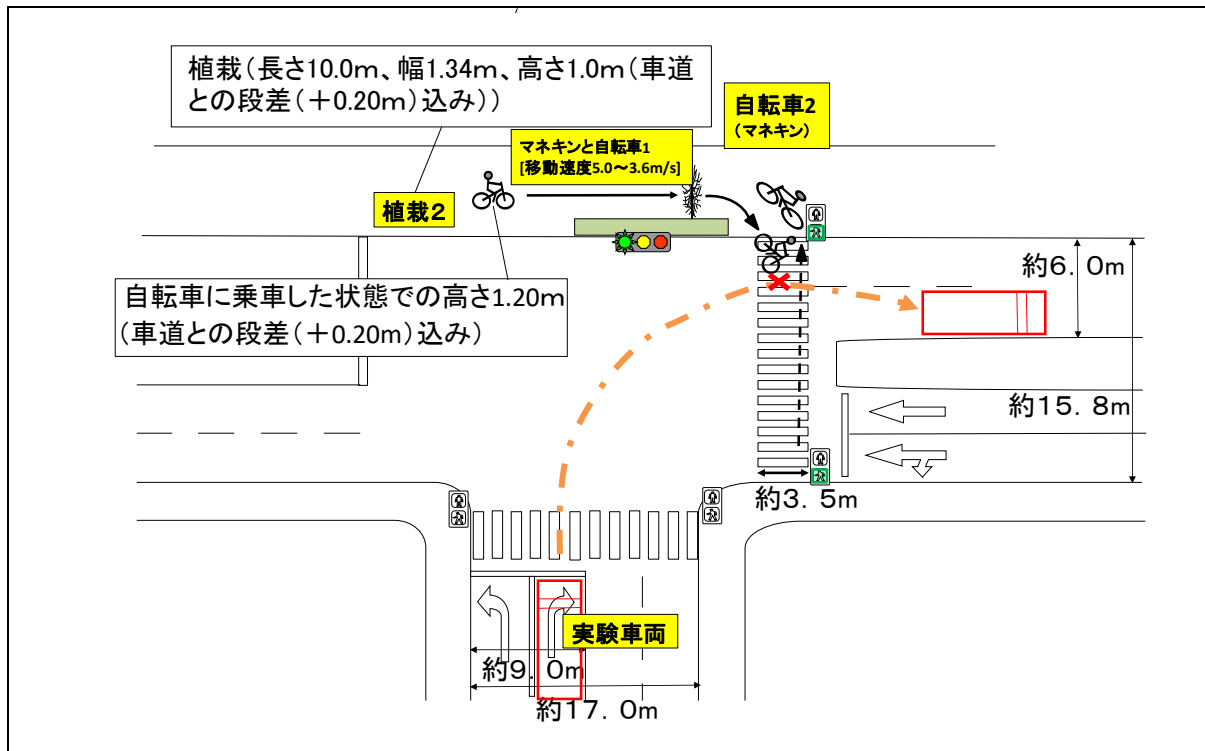 植栽（長さ10.0m、幅1.34m、高さ1.0m（車道
との段差（＋0.20m）込み））
自転車2
（マネキン）
マネキンと自転車1
[移動速度5.0～3.6m/s]
植栽２
自転車に乗車した状態での高さ1.20m
（車道との段差（＋0.20m）込み）
約6．0m
約15．8m
約3．5m
実験車両
約9．0m
約17．0m